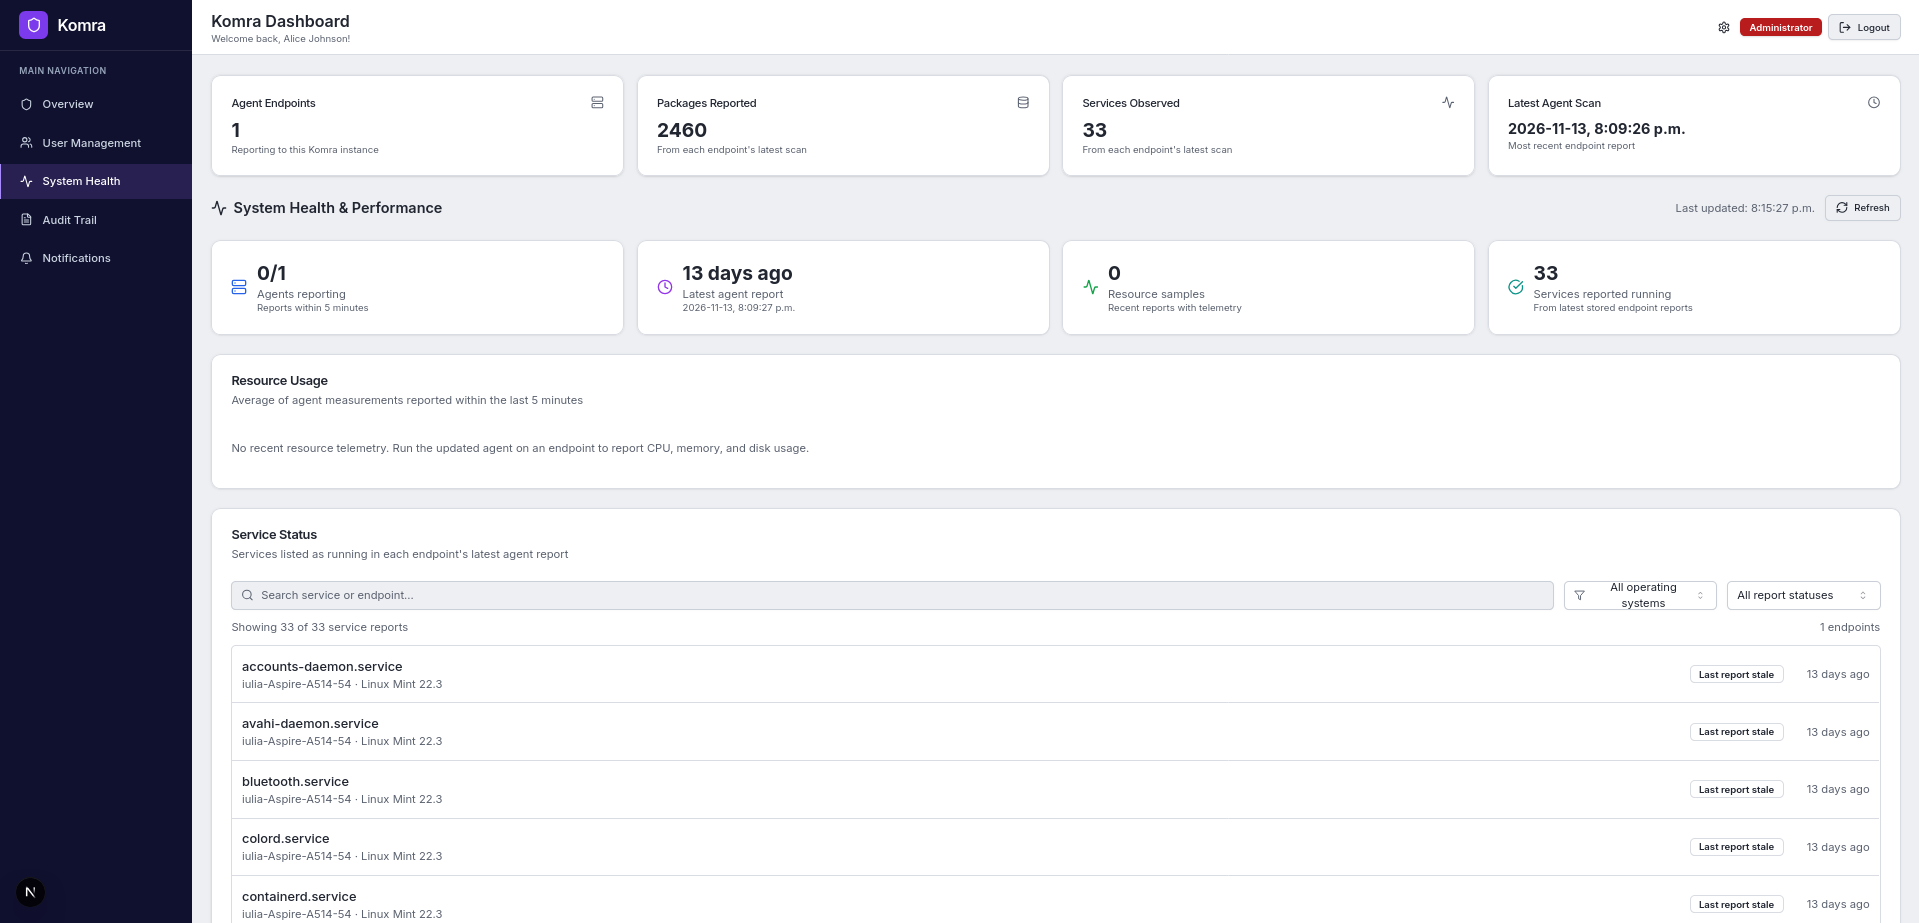 Komra
MAIN NAVIGATION
Overview
User Management
System Health
Audit Trail
Notifications
N
Komra Dashboard
Welcome back, Alice Johnson!
Administrator
Logout
Agent Endpoints
1
Reporting to this Komra instance
Packages Reported
2460
From each endpoint's latest scan
Services Observed
33
From each endpoint's latest scan
Latest Agent Scan
2026-11-13, 8:09:26 p.m.
Most recent endpoint report
System Health & Performance
Last updated: 8:15:27 p.m.
Refresh
0/1
Agents reporting
Reports within 5 minutes
13 days ago
Latest agent report
2026-11-13, 8:09:27 p.m.
0
Resource samples
Recent reports with telemetry
33
Services reported running
From latest stored endpoint reports
Resource Usage
Average of agent measurements reported within the last 5 minutes
No recent resource telemetry. Run the updated agent on an endpoint to report CPU, memory, and disk usage.
Service Status
Services listed as running in each endpoint's latest agent report
Search service or endpoint...
All operating
systems
All report statuses
Showing 33 of 33 service reports
1 endpoints
accounts-daemon.service
iulia-Aspire-A514-54 · Linux Mint 22.3
Last report stale
13 days ago
avahi-daemon.service
iulia-Aspire-A514-54 · Linux Mint 22.3
Last report stale
13 days ago
bluetooth.service
iulia-Aspire-A514-54 · Linux Mint 22.3
Last report stale
13 days ago
colord.service
iulia-Aspire-A514-54 · Linux Mint 22.3
Last report stale
13 days ago
containerd.service
iulia-Aspire-A514-54 · Linux Mint 22.3
Last report stale
13 days ago